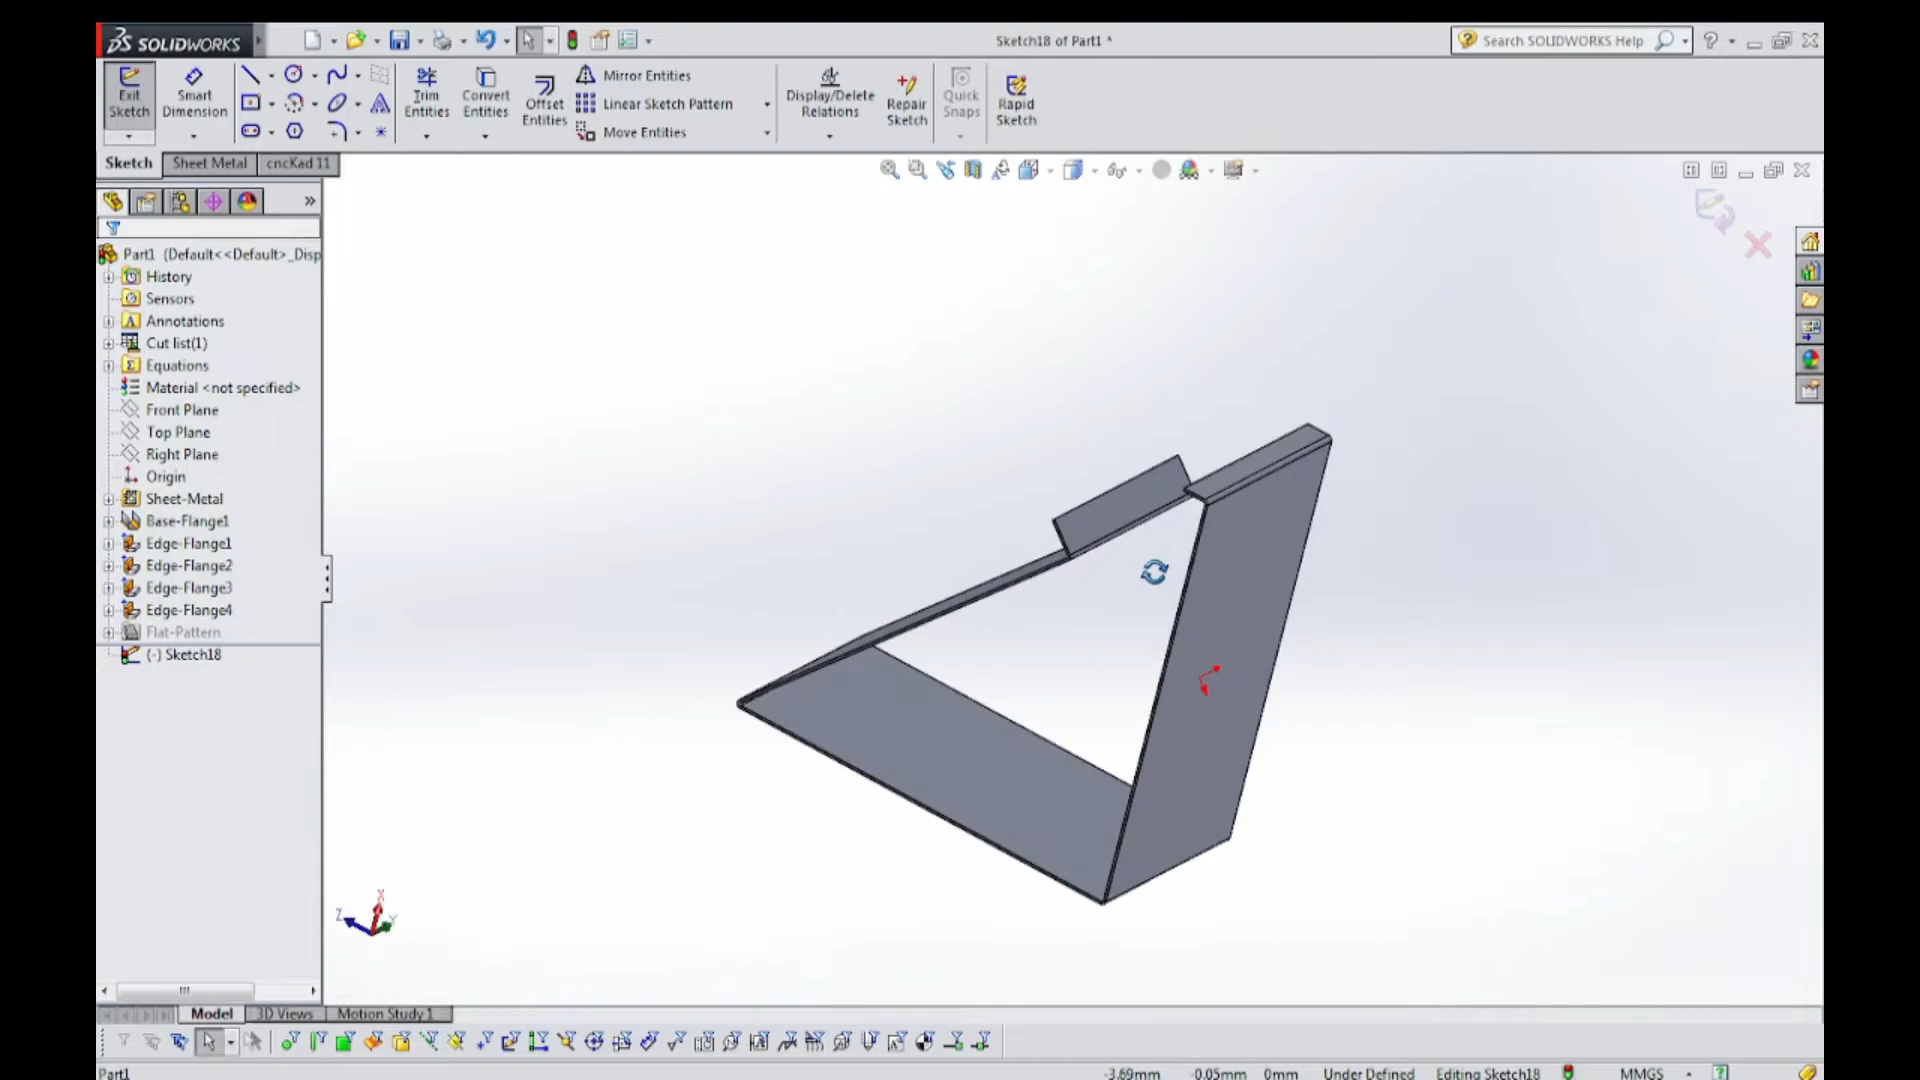 SOLIDWORKS
Sketch18 of Part1 *
Search SOLIDWORKS Help
Exit Sketch
Smart Dimension
Trim Entities
Convert Entities
Offset Entities
Mirror Entities
Linear Sketch Pattern
Move Entities
Display/Delete Relations
Repair Sketch
Quick Snaps
Rapid Sketch
Sketch
Sheet Metal
cncKad 11
Part1 (Default<<Default>_Disp
History
Sensors
Annotations
Cut list(1)
Equations
Material <not specified>
Front Plane
Top Plane
Right Plane
Origin
Sheet-Metal
Base-Flange1
Edge-Flange1
Edge-Flange2
Edge-Flange3
Edge-Flange4
Flat-Pattern
(-) Sketch18
X
Z
Y
Model
3D Views
Motion Study 1
Part1
-3.69mm
-0.05mm
0mm
Under Defined
Editing Sketch18
MMGS